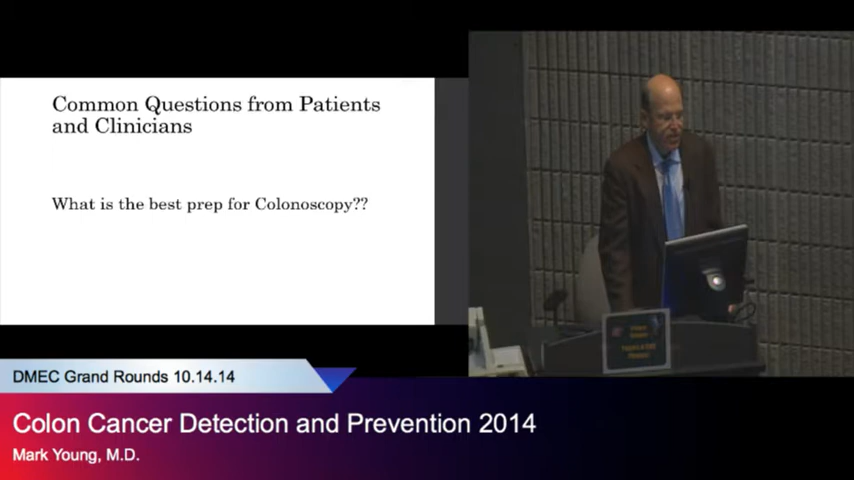 Common Questions from Patients
and Clinicians
What is the best prep for Colonoscopy??
DMEC Grand Rounds 10.14.14
Colon Cancer Detection and Prevention 2014
Mark Young, M.D.